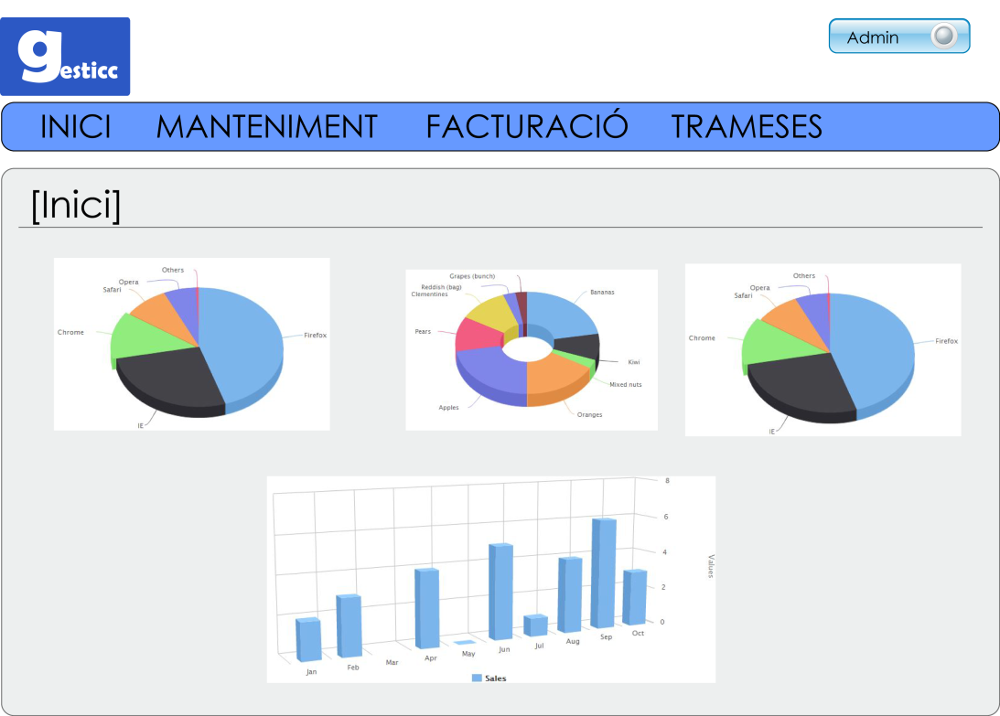 gesticc
Admin
INICI MANTENIMENT FACTURACIÓ TRAMESES
[Inici]
Others
Opera
Safari
Chrome
Firefox
IE
Grapes (bunch)
Reddish (bag)
Clementines
Bananas
Pears
Kiwi
Mixed nuts
Apples
Oranges
Others
Opera
Safari
Chrome
Firefox
IE
8
6
4
2
0
Values
Jan Feb Mar Apr May Jun Jul Aug Sep Oct
Sales